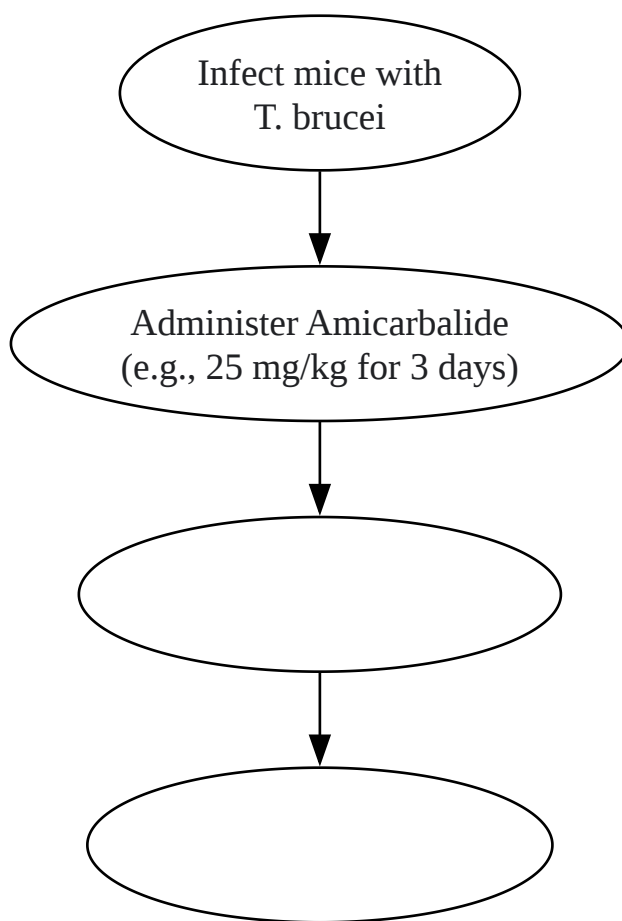 Infect mice with
T. brucei
Administer Amicarbalide
(e.g., 25 mg/kg for 3 days)